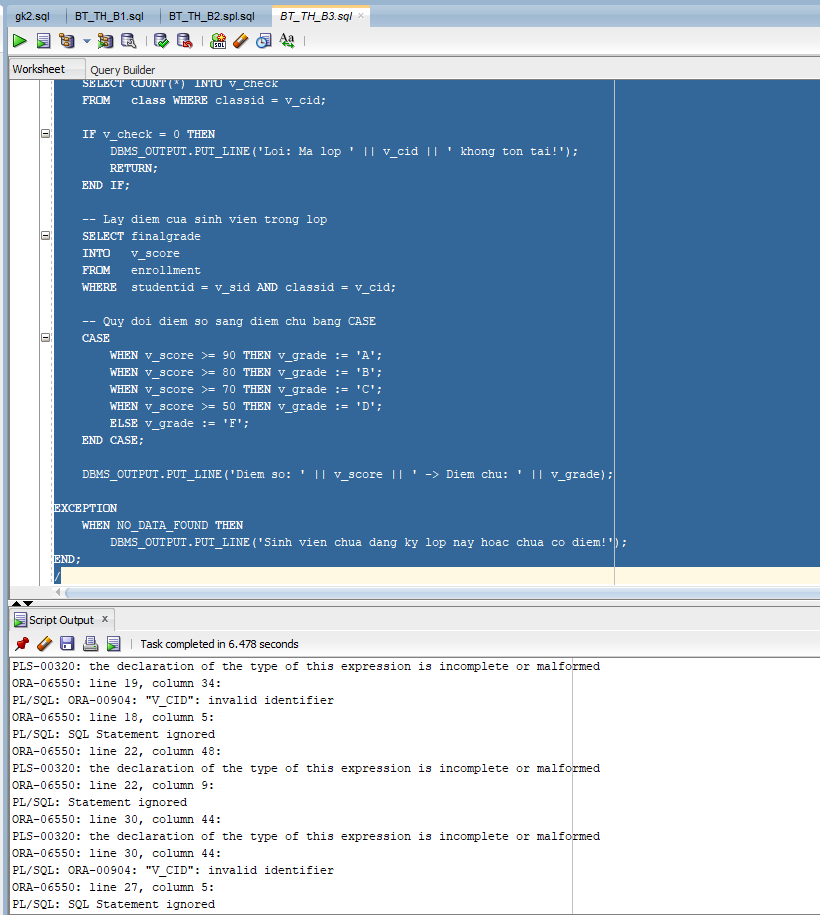 gk2.sql BT_TH_B1.sql BT_TH_B2.spl.sql BT_TH_B3.sql ×
Worksheet Query Builder
SELECT COUNT(*) INTO v_check
FROM   class WHERE classid = v_cid;
IF v_check = 0 THEN
DBMS_OUTPUT.PUT_LINE('Loi: Ma lop ' || v_cid || ' khong ton tai!');
RETURN;
END IF;
-- Lay diem cua sinh vien trong lop
SELECT finalgrade
INTO   v_score
FROM   enrollment
WHERE  studentid = v_sid AND classid = v_cid;
-- Quy doi diem so sang diem chu bang CASE
CASE
WHEN v_score >= 90 THEN v_grade := 'A';
WHEN v_score >= 80 THEN v_grade := 'B';
WHEN v_score >= 70 THEN v_grade := 'C';
WHEN v_score >= 50 THEN v_grade := 'D';
ELSE v_grade := 'F';
END CASE;
DBMS_OUTPUT.PUT_LINE('Diem so: ' || v_score || ' -> Diem chu: ' || v_grade);
EXCEPTION
WHEN NO_DATA_FOUND THEN
DBMS_OUTPUT.PUT_LINE('Sinh vien chua dang ky lop nay hoac chua co diem!');
END;
/
Script Output x
Task completed in 6.478 seconds
PLS-00320: the declaration of the type of this expression is incomplete or malformed
ORA-06550: line 19, column 34:
PL/SQL: ORA-00904: "V_CID": invalid identifier
ORA-06550: line 18, column 5:
PL/SQL: SQL Statement ignored
ORA-06550: line 22, column 48:
PLS-00320: the declaration of the type of this expression is incomplete or malformed
ORA-06550: line 22, column 9:
PL/SQL: Statement ignored
ORA-06550: line 30, column 44:
PLS-00320: the declaration of the type of this expression is incomplete or malformed
ORA-06550: line 30, column 44:
PL/SQL: ORA-00904: "V_CID": invalid identifier
ORA-06550: line 27, column 5:
PL/SQL: SQL Statement ignored